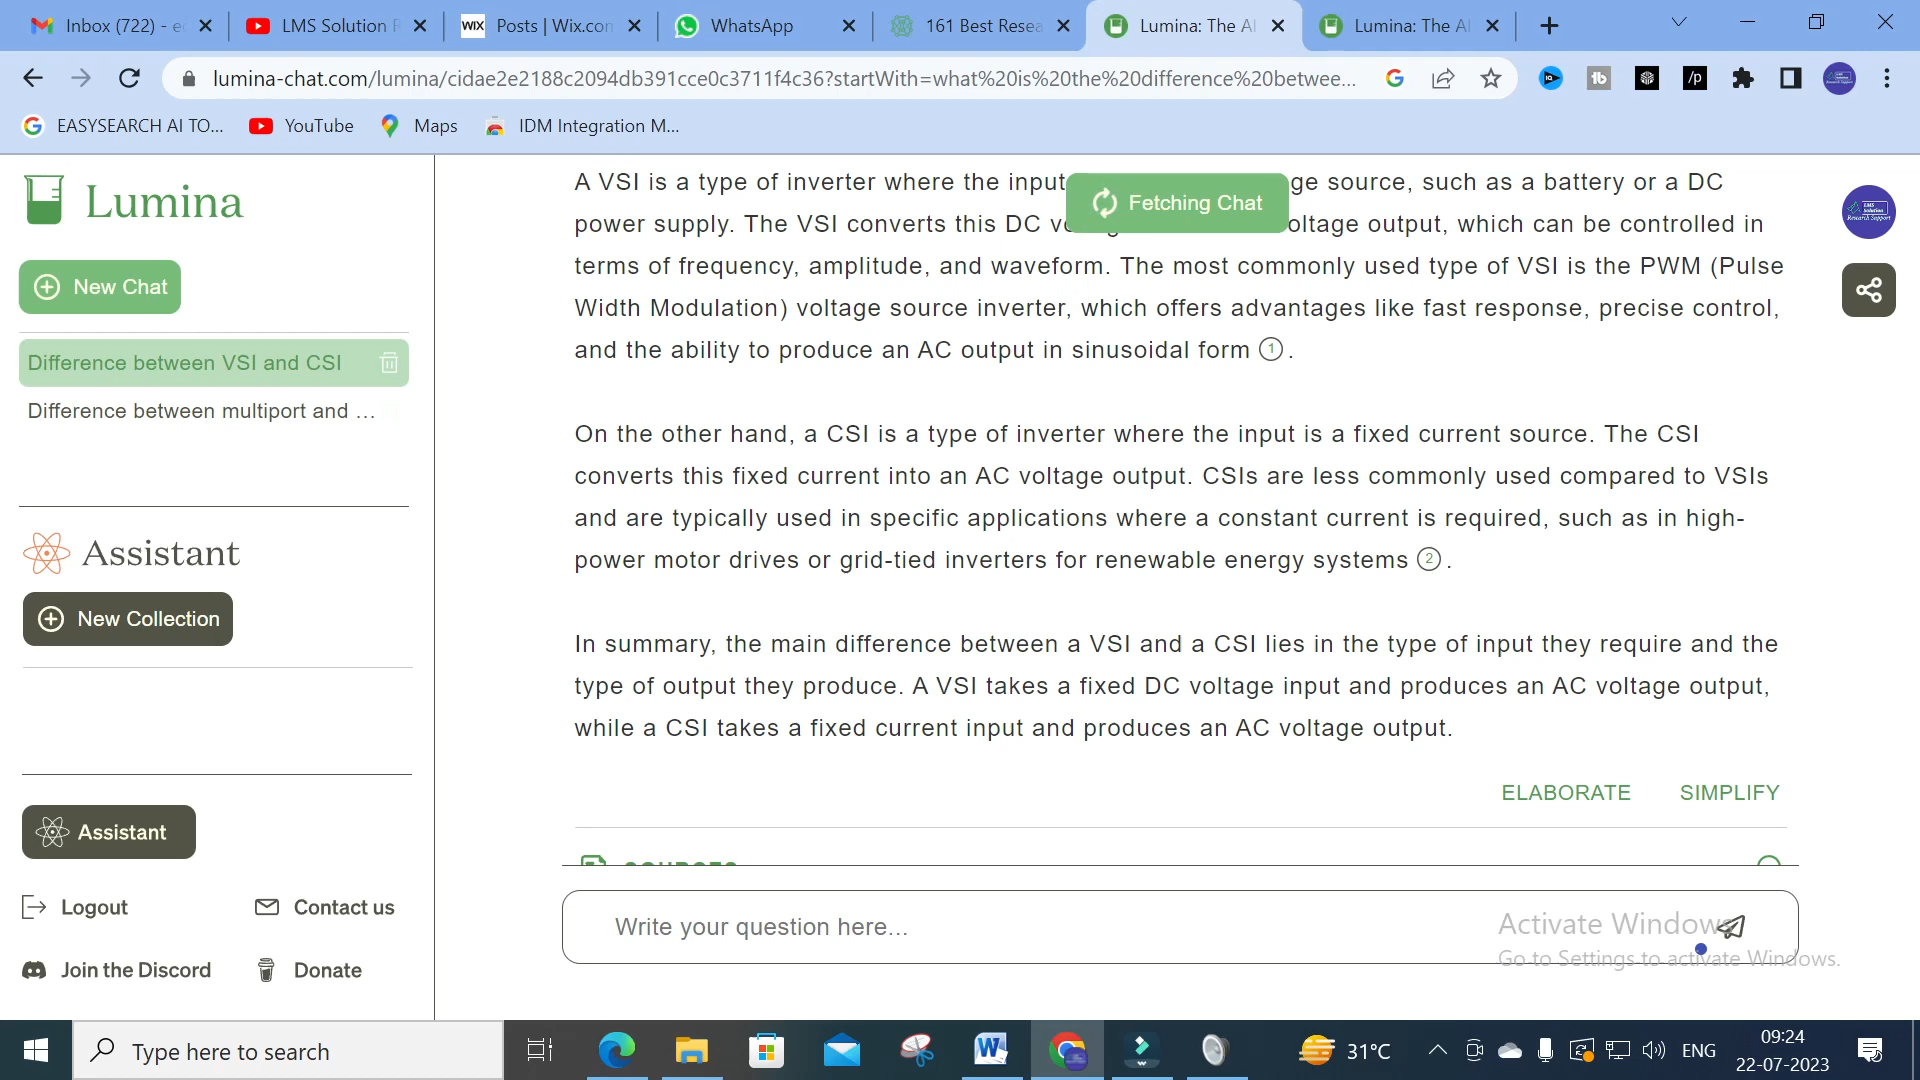 Inbox (722) - e
LMS Solution
WIX Posts | Wix.con
WhatsApp
161 Best Resea
Lumina: The AI
Lumina: The AI
lumina-chat.com/lumina/cidae2e2188c2094db391cce0c3711f4c36?startWith=what%20is%20the%20difference%20betwee...
EASYSEARCH AI TO...
YouTube
Maps
IDM Integration M...
Lumina
New Chat
Difference between VSI and CSI
Difference between multiport and ...
Assistant
New Collection
Assistant
Logout
Contact us
Join the Discord
Donate
Fetching Chat
A VSI is a type of inverter where the input ge source, such as a battery or a DC
power supply. The VSI converts this DC oltage output, which can be controlled in
terms of frequency, amplitude, and waveform. The most commonly used type of VSI is the PWM (Pulse
Width Modulation) voltage source inverter, which offers advantages like fast response, precise control,
and the ability to produce an AC output in sinusoidal form 1 .
On the other hand, a CSI is a type of inverter where the input is a fixed current source. The CSI
converts this fixed current into an AC voltage output. CSIs are less commonly used compared to VSIs
and are typically used in specific applications where a constant current is required, such as in high-
power motor drives or grid-tied inverters for renewable energy systems 2 .
In summary, the main difference between a VSI and a CSI lies in the type of input they require and the
type of output they produce. A VSI takes a fixed DC voltage input and produces an AC voltage output,
while a CSI takes a fixed current input and produces an AC voltage output.
ELABORATE SIMPLIFY
Write your question here...
Activate Windows
Go to Settings to activate Windows.
LMS
Solution
Research Support
Type here to search
31°C
ENG
09:24
22-07-2023